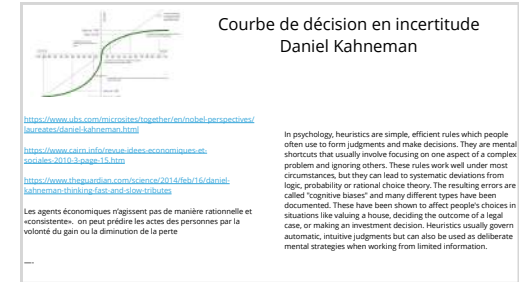 Courbe de décision en incertitude
Daniel Kahneman
https://www.ubs.com/microsites/together/en/nobel-perspectives/
laureates/daniel-kahneman.html
https://www.cairn.info/revue-idees-economiques-et-
sociales-2010-3-page-15.htm
https://www.theguardian.com/science/2014/feb/16/daniel-
kahneman-thinking-fast-and-slow-tributes
Les agents économiques n'agissent pas de manière rationnelle et
«consistente». on peut prédire les actes des personnes par la
volonté du gain ou la diminution de la perte
In psychology, heuristics are simple, efficient rules which people
often use to form judgments and make decisions. They are mental
shortcuts that usually involve focusing on one aspect of a complex
problem and ignoring others. These rules work well under most
circumstances, but they can lead to systematic deviations from
logic, probability or rational choice theory. The resulting errors are
called "cognitive biases" and many different types have been
documented. These have been shown to affect people's choices in
situations like valuing a house, deciding the outcome of a legal
case, or making an investment decision. Heuristics usually govern
automatic, intuitive judgments but can also be used as deliberate
mental strategies when working from limited information.